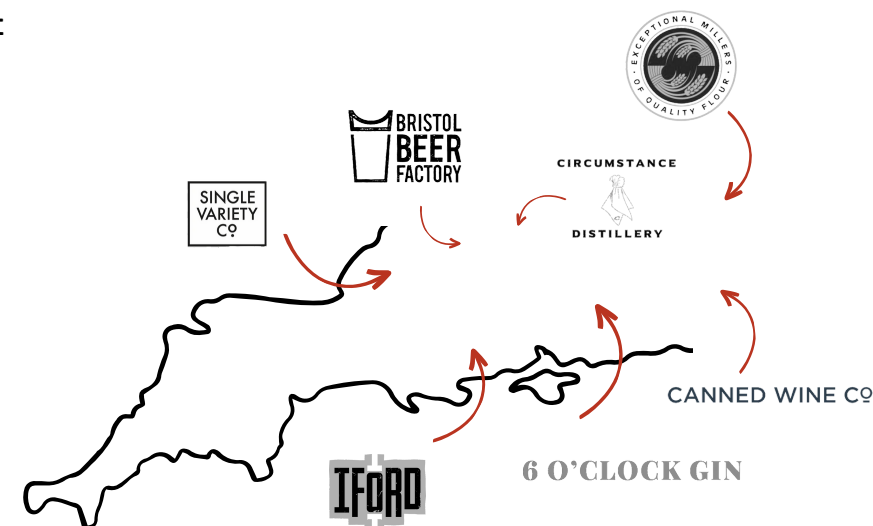 EXCEPTIONAL MILLERS
OF QUALITY FLOUR
BRISTOL
BEER
FACTORY
CIRCUMSTANCE
DISTILLERY
SINGLE
VARIETY
Cº
CANNED WINE Cº
6 O'CLOCK GIN
IFORD